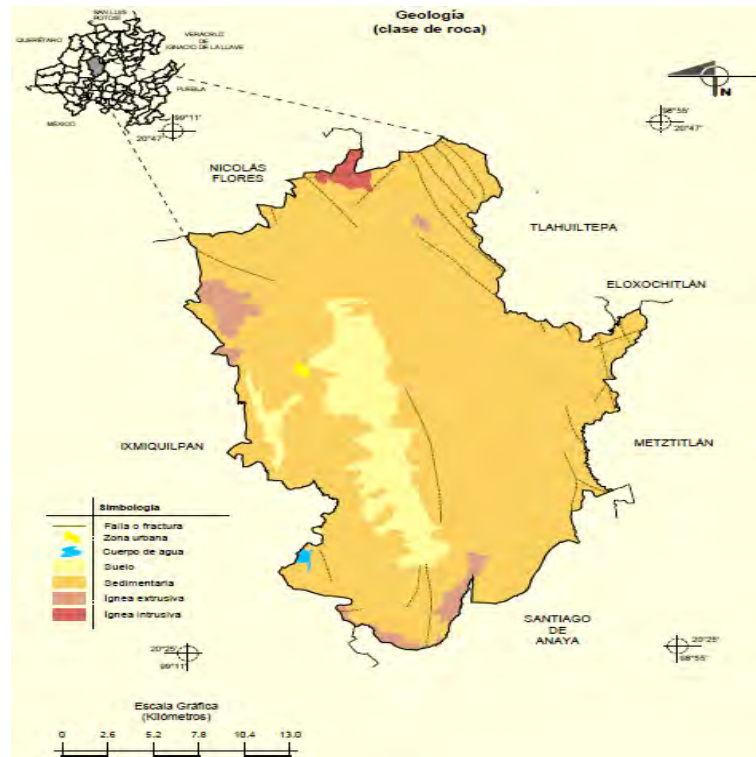 Geología
(clase de roca)
SAN LUIS
POTOSÍ
QUERÉTARO
VERACRUZ
DE
IGNACIO DE LA LLAVE
PUEBLA
MÉXICO
99°11'
20°47'
N
98°55'
20°47'
NICOLÁS
FLORES
TLAHUILTEPA
ELOXOCHITLÁN
IXMIQUILPAN
METZTITLÁN
Simbología
Falla o fractura
Zona urbana
Cuerpo de agua
Suelo
Sedimentaria
Ígnea extrusiva
Ígnea intrusiva
SANTIAGO
DE
ANAYA
20°25'
99°11'
20°25'
98°55'
Escala Gráfica
(Kilómetros)
0 2.6 5.2 7.8 10.4 13.0